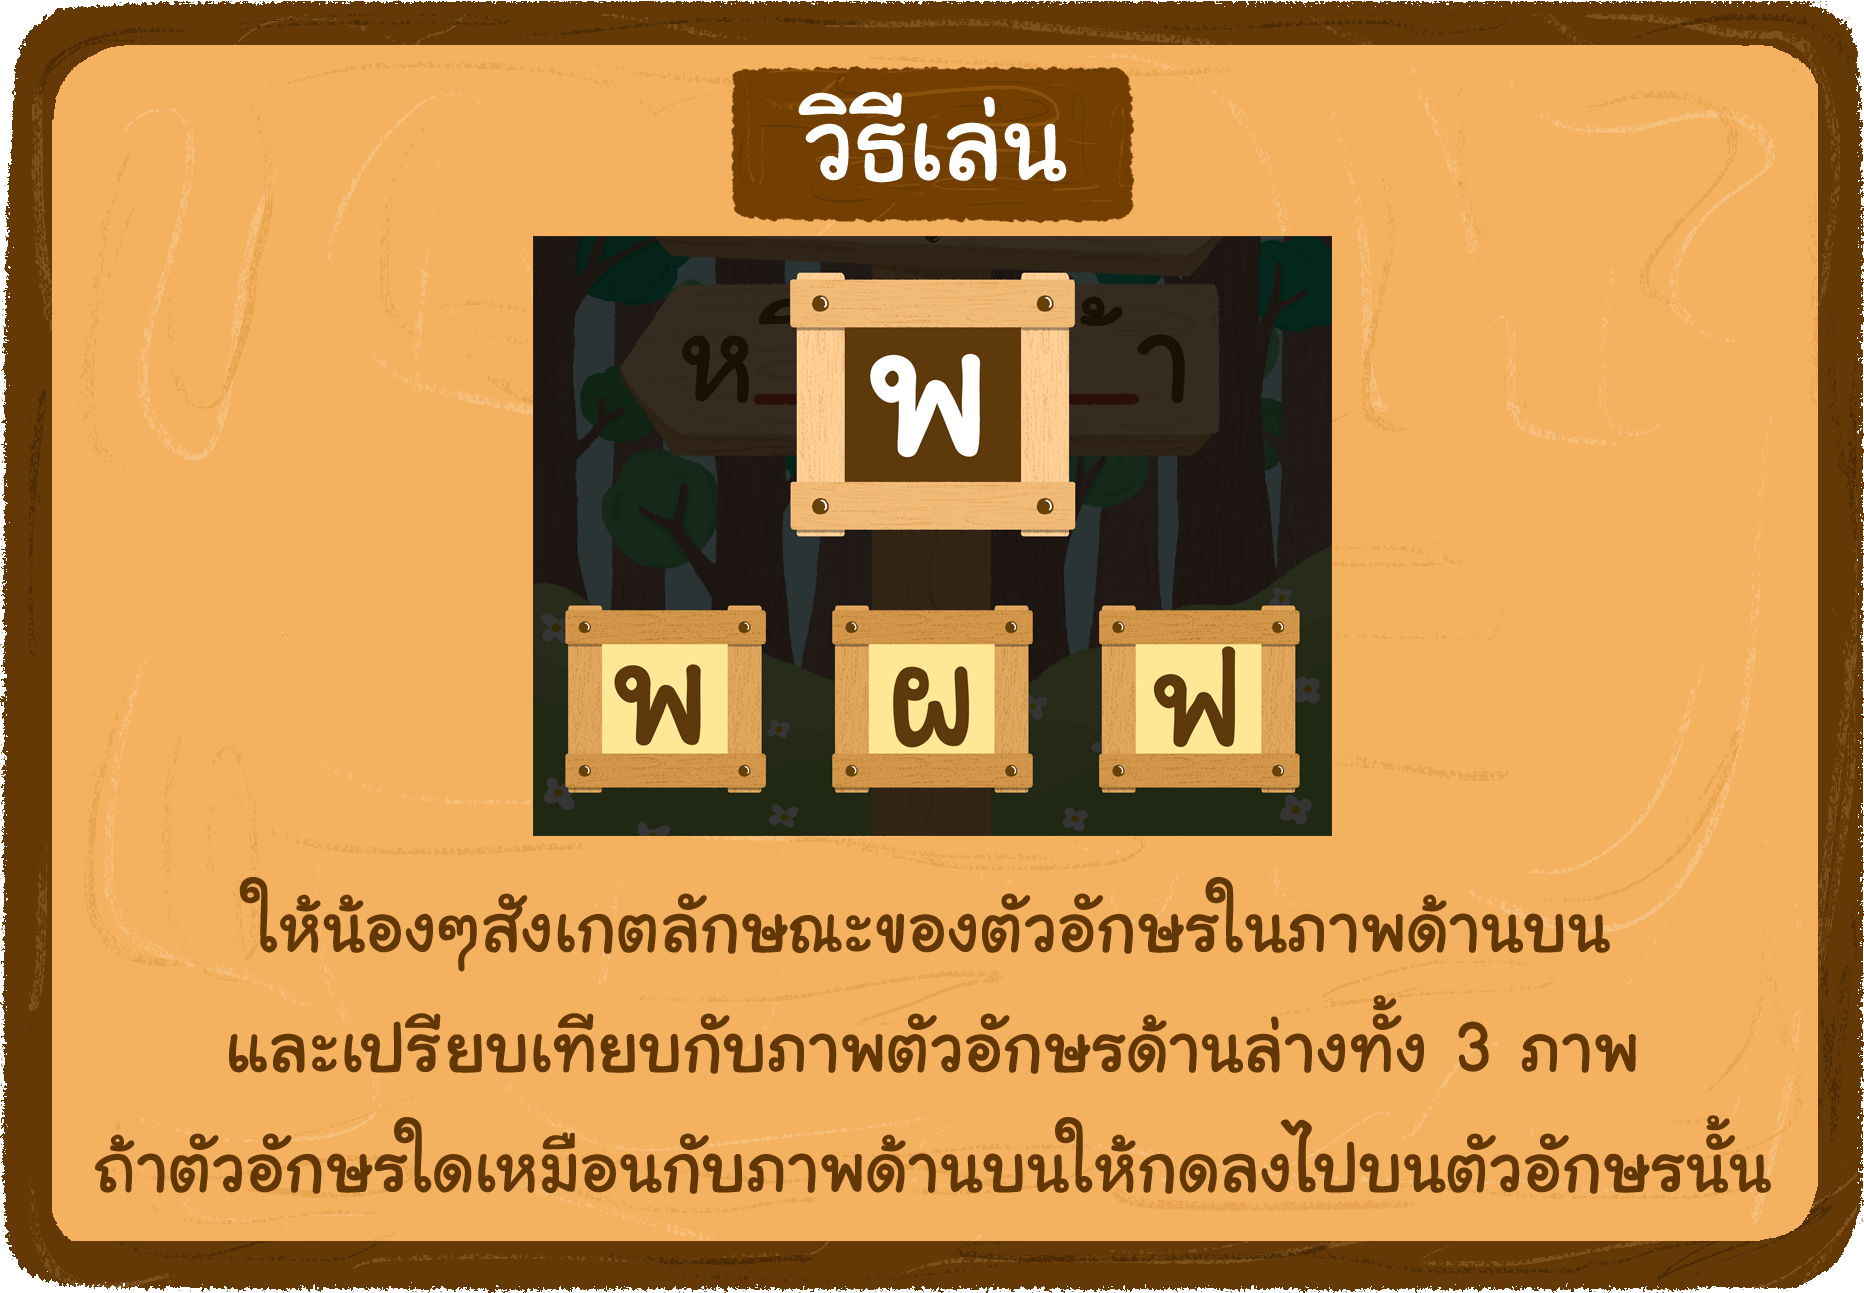 วิธีเล่น
พ
พ ผ ฟ
ให้น้องๆสังเกตลักษณะของตัวอักษรในภาพด้านบน
และเปรียบเทียบกับภาพตัวอักษรด้านล่างทั้ง 3 ภาพ
ถ้าตัวอักษรใดเหมือนกับภาพด้านบนให้กดลงไปบนตัวอักษรนั้น